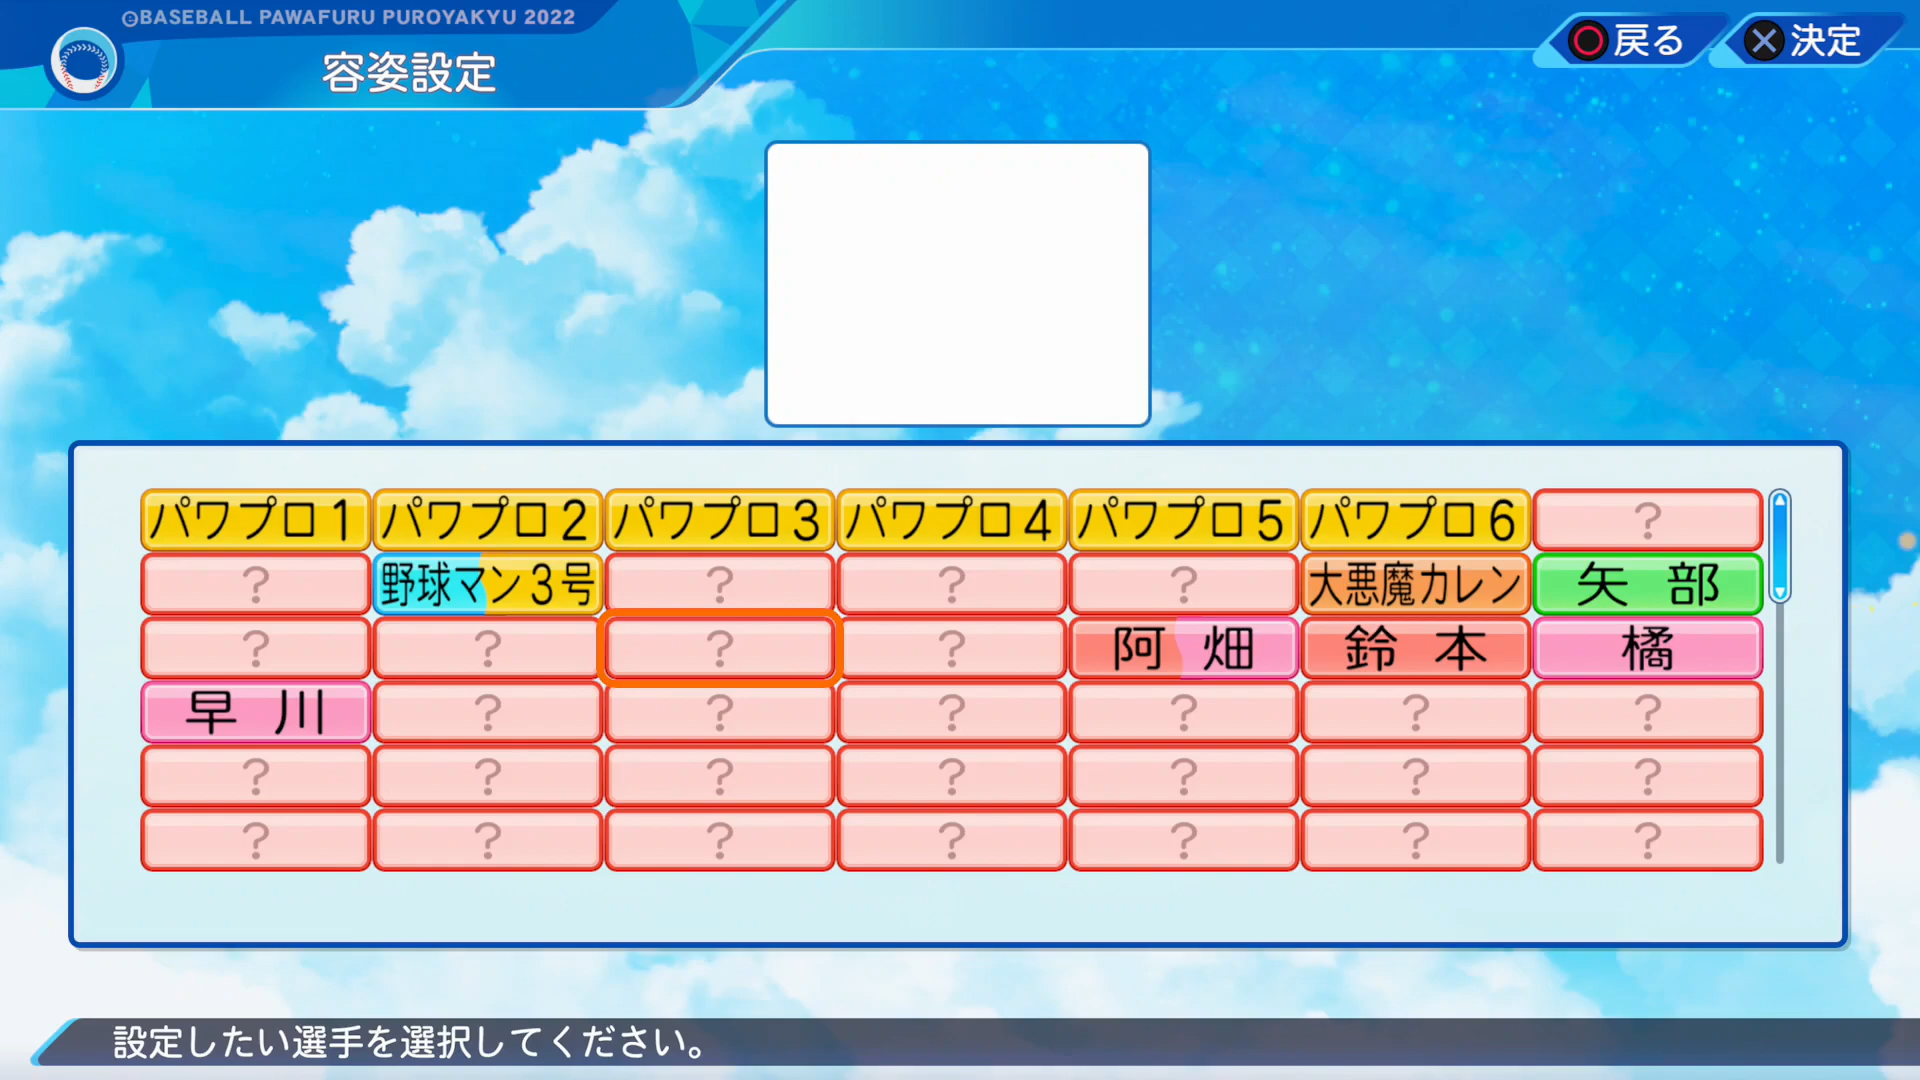 eBASEBALL PAWAFURU PUROYAKYU 2022
容姿設定
戻る 決定
パワプロ1 パワプロ2 パワプロ3 パワプロ4 パワプロ5 パワプロ6 ?
? 野球マン3号 ? ? ? 大悪魔カレン 矢部
? ? ? ? 阿畑 鈴本 橘
早川 ? ? ? ? ? ?
? ? ? ? ? ? ?
? ? ? ? ? ? ?
設定したい選手を選択してください。